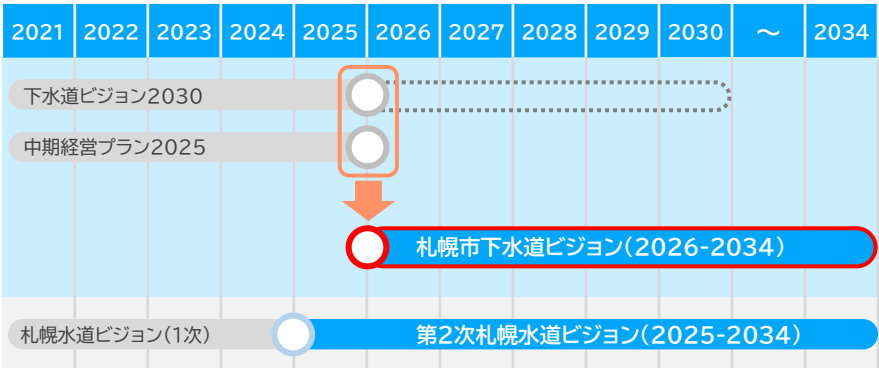 2021 2022 2023 2024 2025 2026 2027 2028 2029 2030 ～ 2034
下水道ビジョン2030
中期経営プラン2025
札幌市下水道ビジョン(2026-2034)
札幌水道ビジョン(1次) 第2次札幌水道ビジョン(2025-2034)